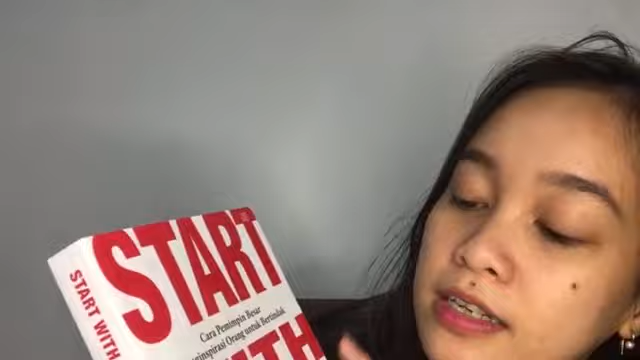 START
Cara Pemimpin Besar
Menginspirasi Orang untuk Bertindak
WITH
START WITH